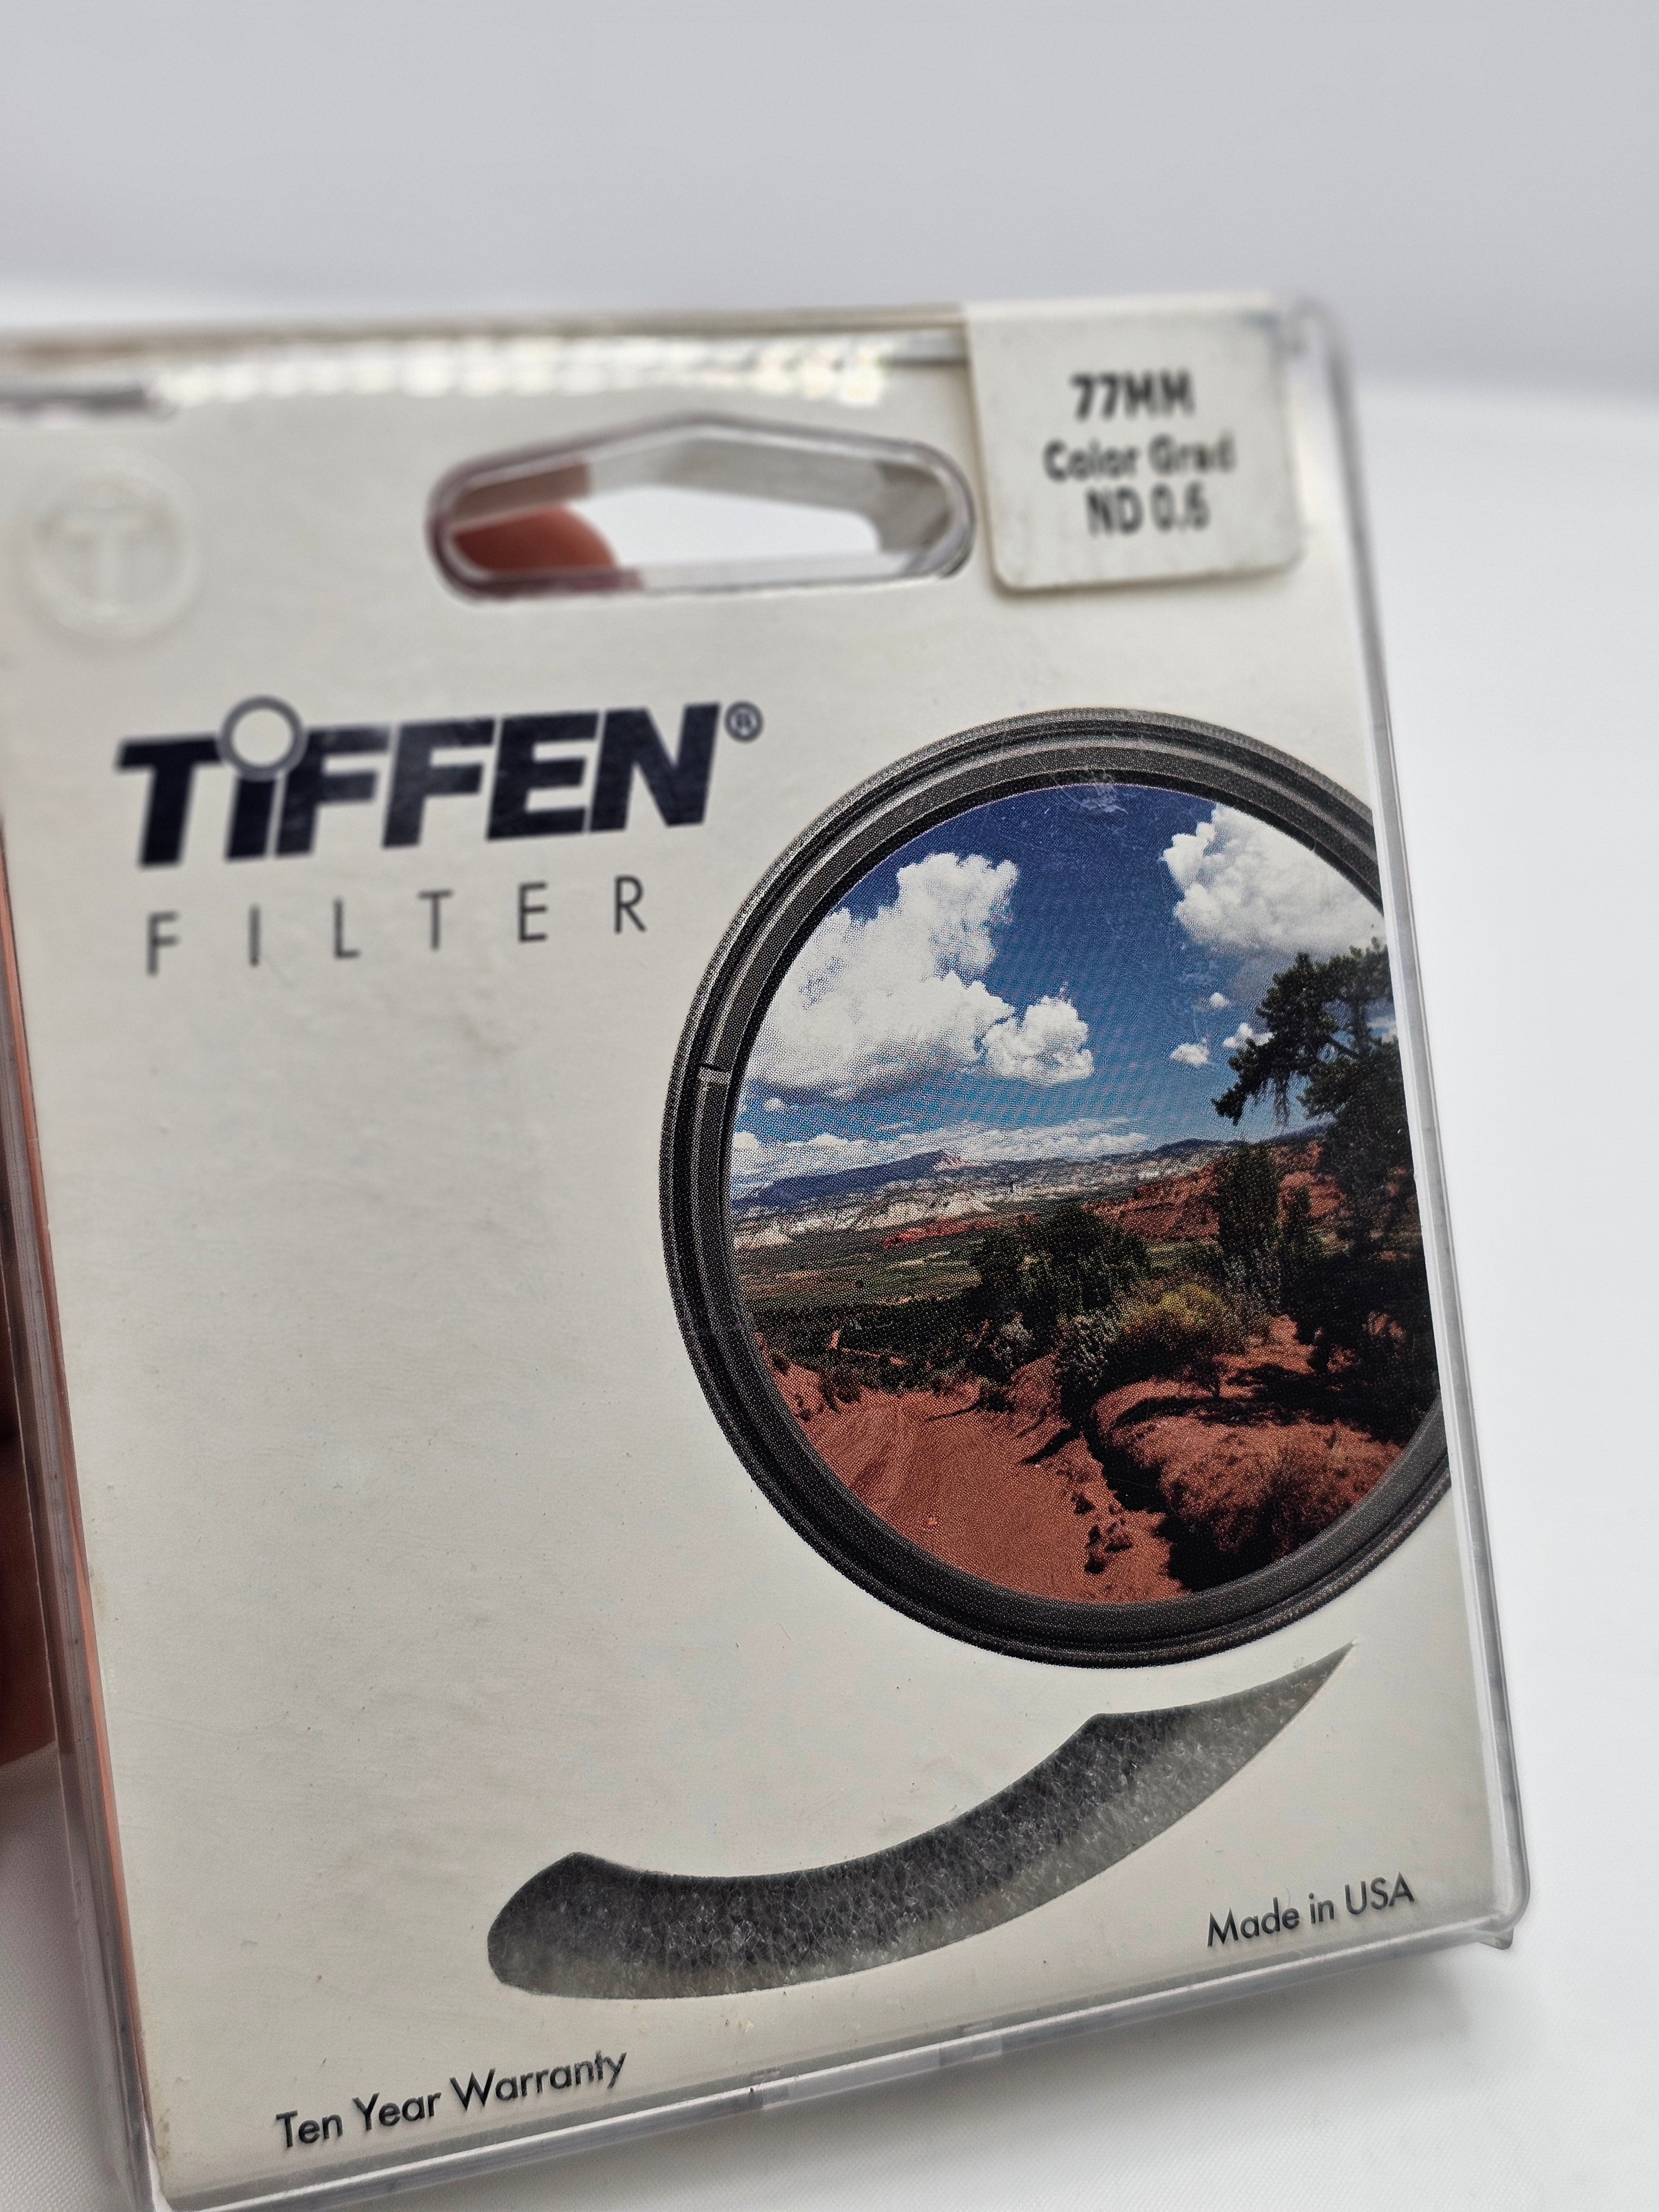 77MM
Color Grad
ND 0.6
T
TIFFEN®
FILTER
Made in USA
Ten Year Warranty